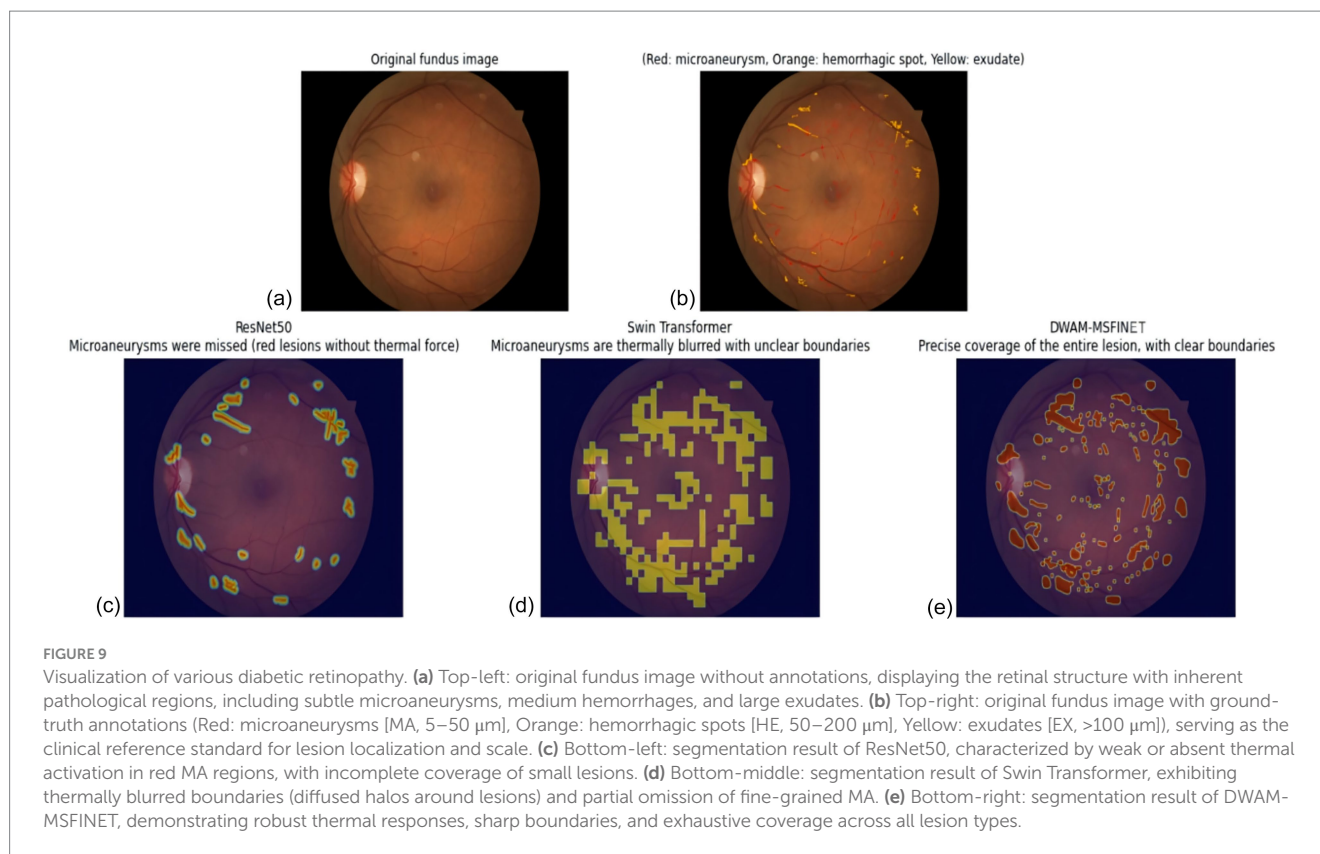 Original fundus image
(Red: microaneurysm, Orange: hemorrhagic spot, Yellow: exudate)
(a)
(b)
ResNet50
Microaneurysms were missed (red lesions without thermal force)
Swin Transformer
Microaneurysms are thermally blurred with unclear boundaries
DWAM-MSFINET
Precise coverage of the entire lesion, with clear boundaries
(c)
(d)
(e)
FIGURE 9
Visualization of various diabetic retinopathy. (a) Top-left: original fundus image without annotations, displaying the retinal structure with inherent
pathological regions, including subtle microaneurysms, medium hemorrhages, and large exudates. (b) Top-right: original fundus image with ground-
truth annotations (Red: microaneurysms [MA, 5–50 μm], Orange: hemorrhagic spots [HE, 50–200 μm], Yellow: exudates [EX, >100 μm]), serving as the
clinical reference standard for lesion localization and scale. (c) Bottom-left: segmentation result of ResNet50, characterized by weak or absent thermal
activation in red MA regions, with incomplete coverage of small lesions. (d) Bottom-middle: segmentation result of Swin Transformer, exhibiting
thermally blurred boundaries (diffused halos around lesions) and partial omission of fine-grained MA. (e) Bottom-right: segmentation result of DWAM-
MSFINET, demonstrating robust thermal responses, sharp boundaries, and exhaustive coverage across all lesion types.